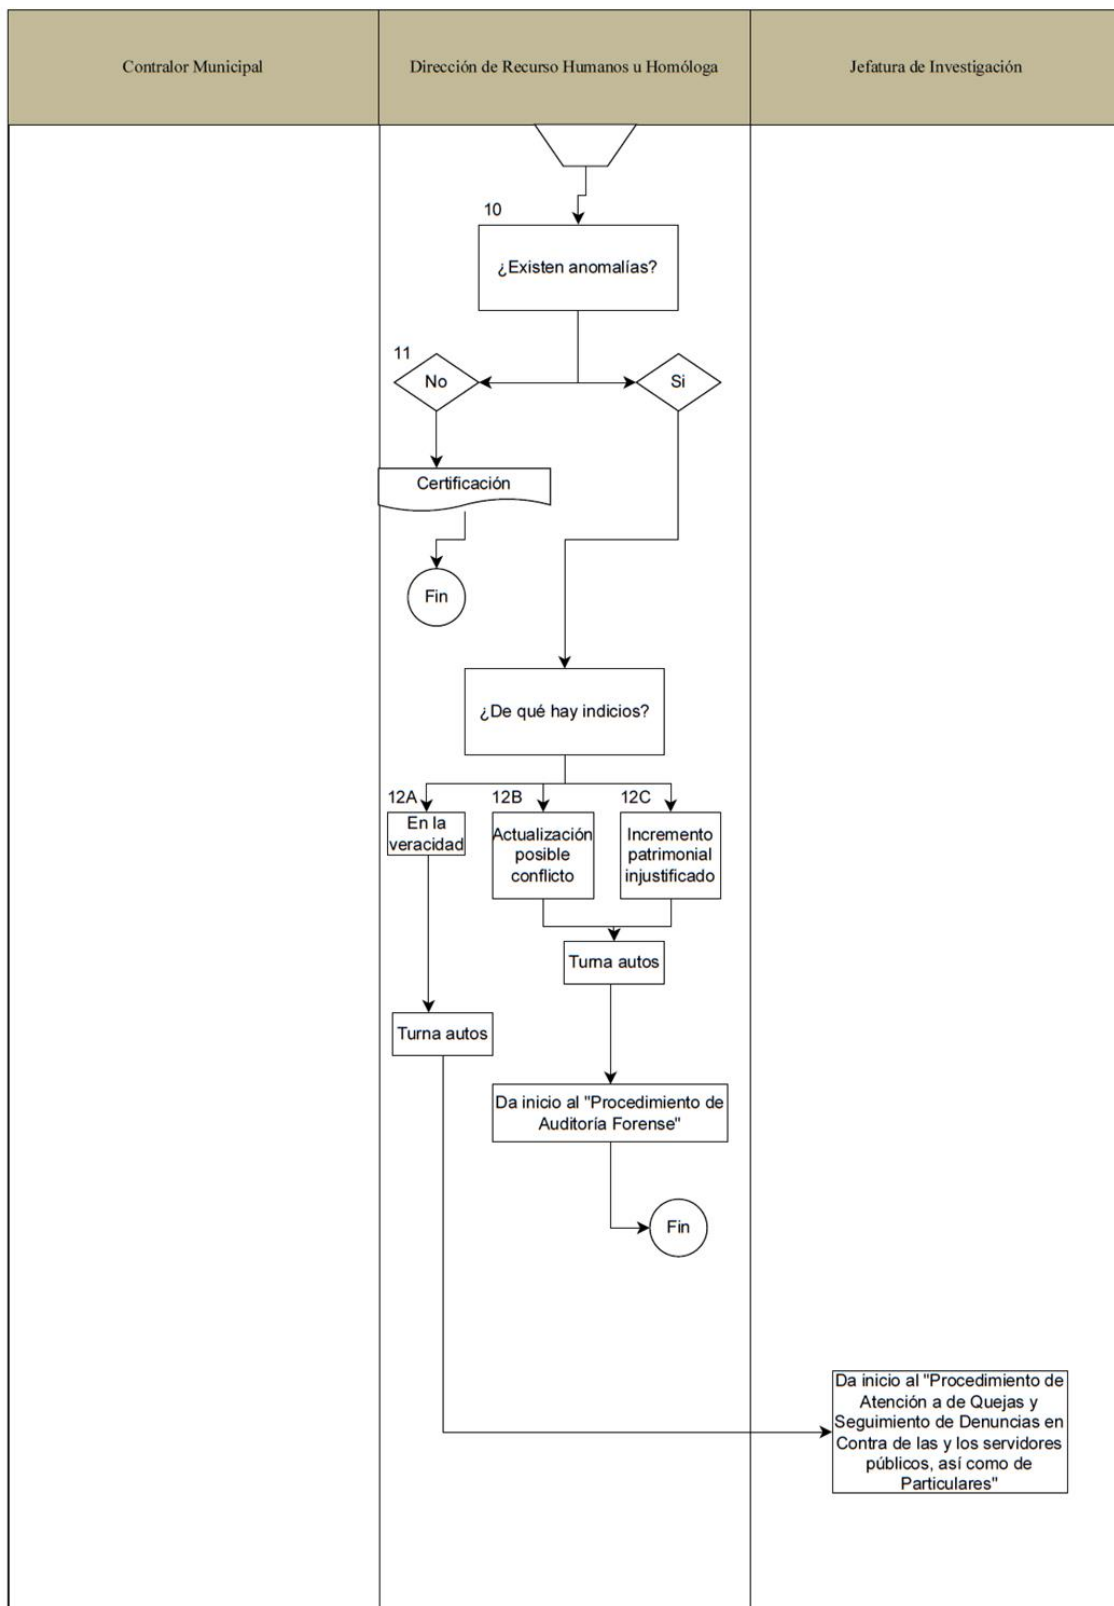 Contralor Municipal
Dirección de Recurso Humanos u Homóloga
Jefatura de Investigación
10
¿Existen anomalías?
11
No
Si
Certificación
Fin
¿De qué hay indicios?
12A
12B
12C
En la
veracidad
Actualización
posible
conflicto
Incremento
patrimonial
injustificado
Turna autos
Turna autos
Da inicio al "Procedimiento de
Auditoría Forense"
Fin
Da inicio al "Procedimiento de
Atención a de Quejas y
Seguimiento de Denuncias en
Contra de las y los servidores
públicos, así como de
Particulares"